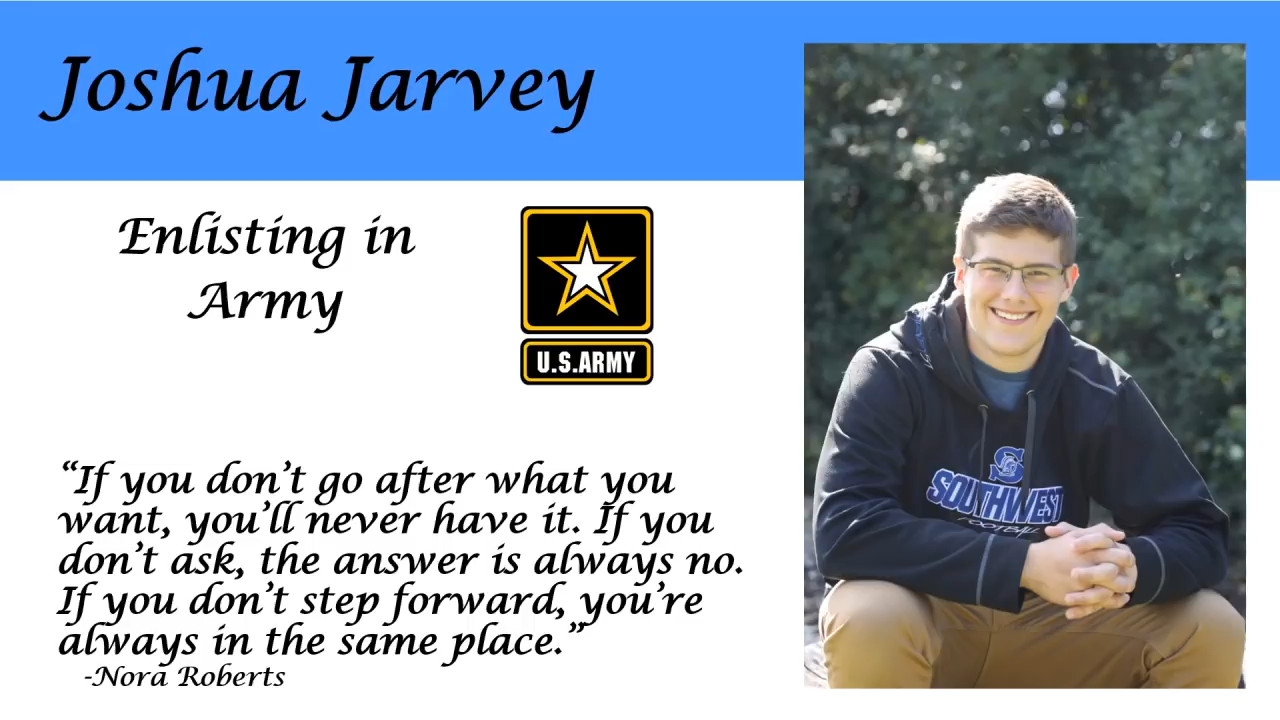 Joshua Jarvey
Enlisting in
Army
U.S.ARMY
“If you don’t go after what you
want, you’ll never have it. If you
don’t ask, the answer is always no.
If you don’t step forward, you’re
always in the same place.”
-Nora Roberts
SOUTHWEST
FOOTBALL